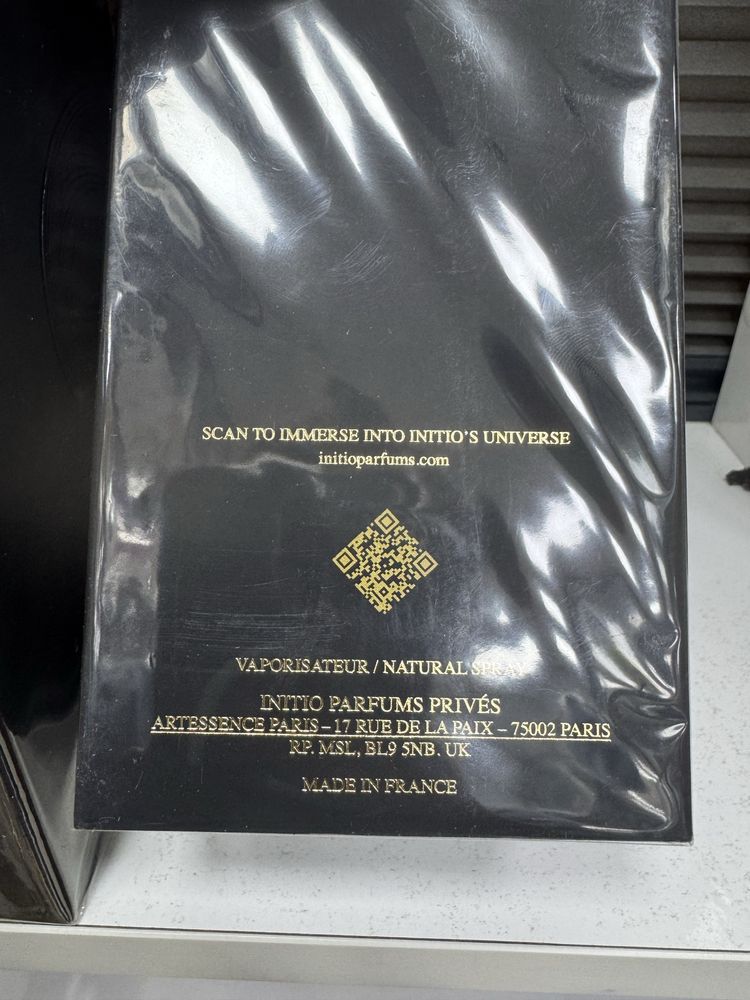 SCAN TO IMMERSE INTO INITIO'S UNIVERSE
initioparfums.com
VAPORISATEUR / NATURAL SPRAY
INITIO PARFUMS PRIVÉS
ARTESSENCE PARIS – 17 RUE DE LA PAIX – 75002 PARIS
RP. MSL, BL9 5NB. UK
MADE IN FRANCE